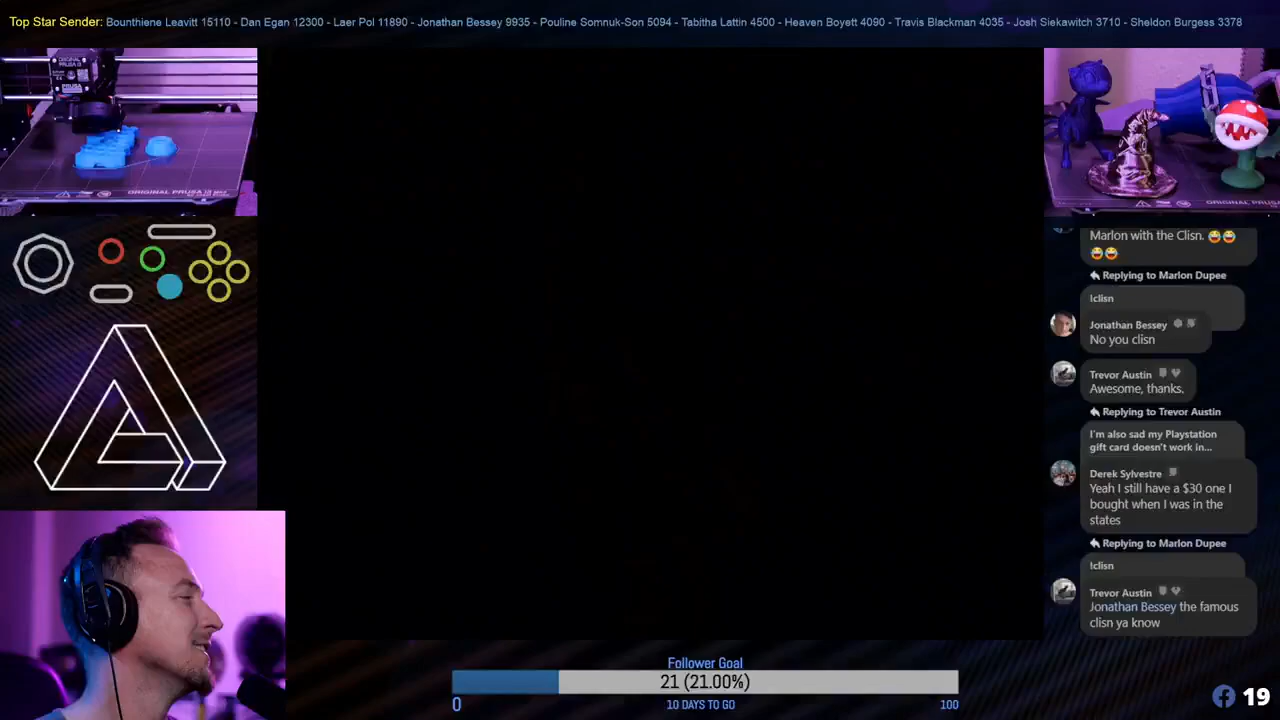 Top Star Sender: Bounthiene Leavitt 15110 - Dan Egan 12300 - Laer Pol 11890 - Jonathan Bessey 9935 - Pouline Somnuk-Son 5094 - Tabitha Lattin 4500 - Heaven Boyett 4090 - Travis Blackman 4035 - Josh Siekawitch 3710 - Sheldon Burgess 3378
ORIGINAL PRUSA
Marlon with the Clisn. 😂😂
😂😂
Replying to Marlon Dupee
!clisn
Jonathan Bessey
No you clisn
Trevor Austin
Awesome, thanks.
Replying to Trevor Austin
I'm also sad my Playstation
gift card doesn't work in...
Derek Sylvestre
Yeah I still have a $30 one I
bought when I was in the
states
Replying to Marlon Dupee
!clisn
Trevor Austin
Jonathan Bessey the famous
clisn ya know
Follower Goal
21 (21.00%)
0
10 DAYS TO GO
100
19